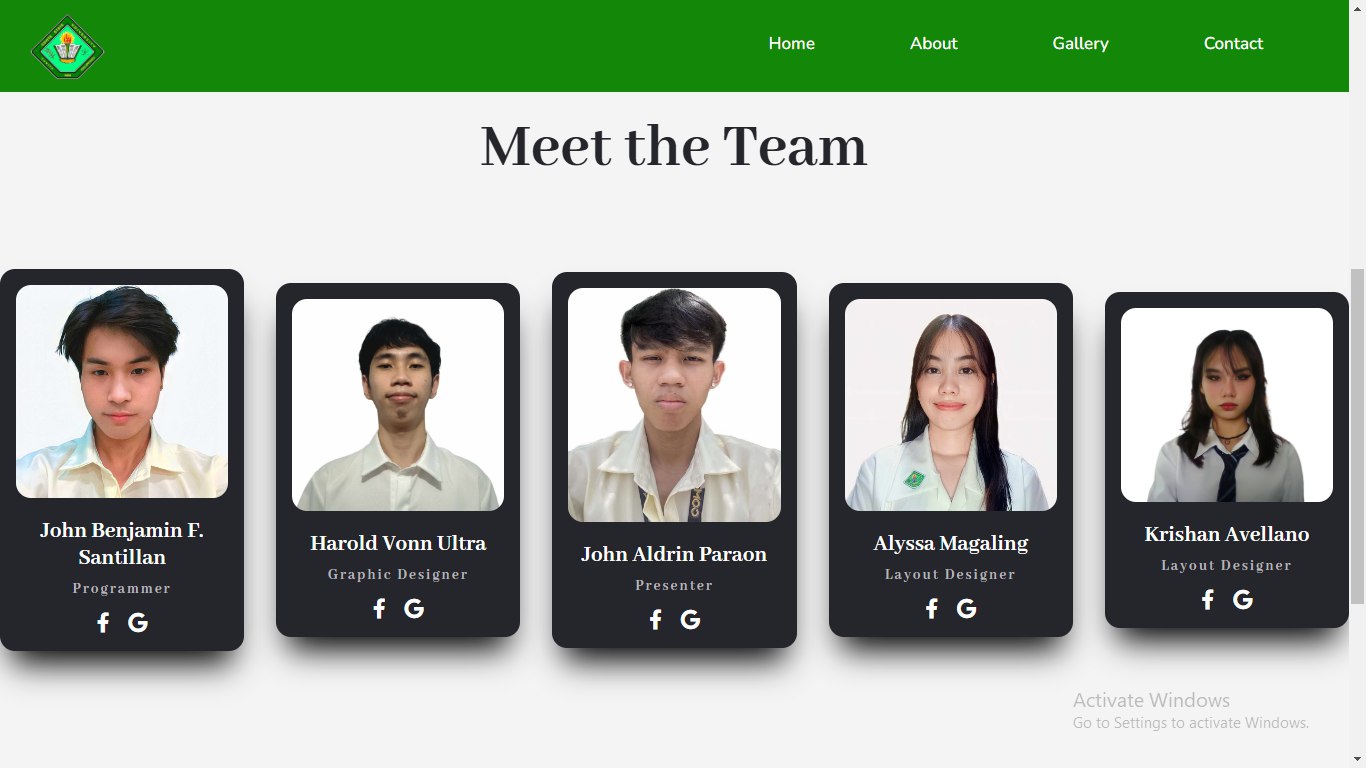 Home
About
Gallery
Contact
Meet the Team
John Benjamin F.
Santillan
Programmer
Harold Vonn Ultra
Graphic Designer
John Aldrin Paraon
Presenter
Alyssa Magaling
Layout Designer
Krishan Avellano
Layout Designer
Activate Windows
Go to Settings to activate Windows.